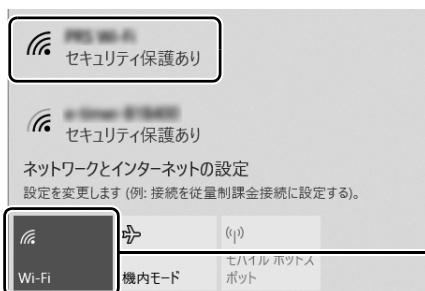 セキュリティ保護あり
セキュリティ保護あり
ネットワークとインターネットの設定
設定を変更します (例: 接続を従量制課金接続に設定する)。
Wi-Fi
機内モード
モバイル ホットス
ポット